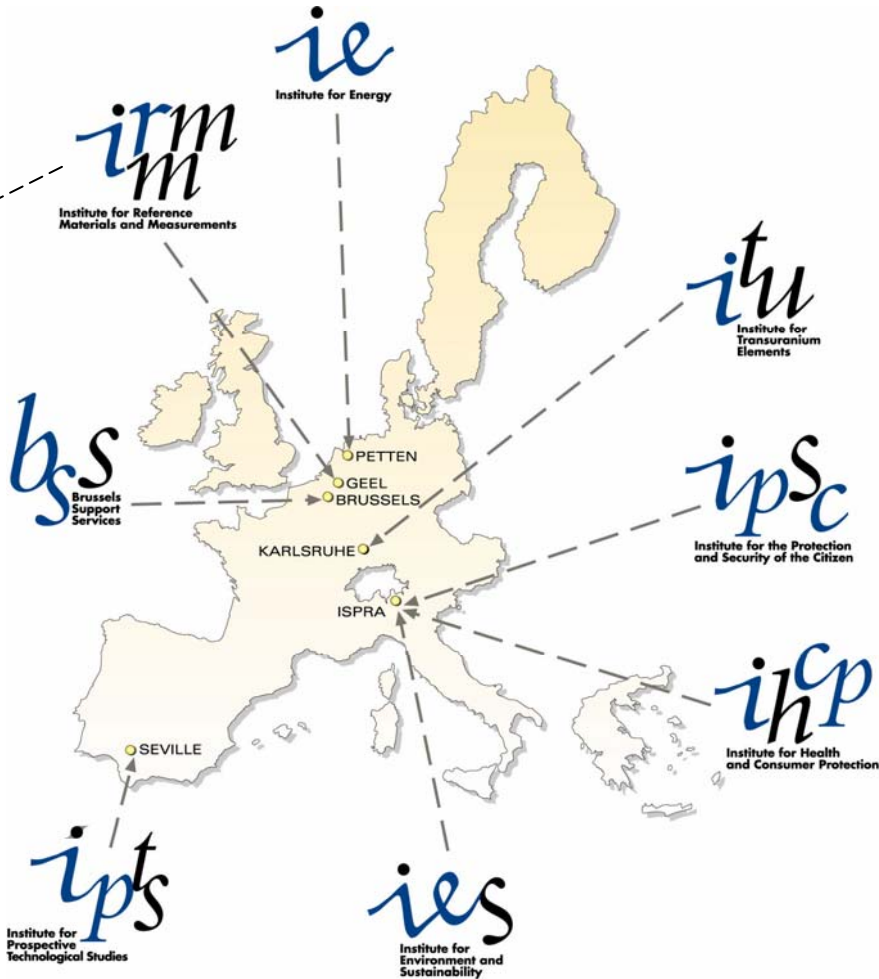 ie
Institute for Energy
irmm
m
Institute for Reference
Materials and Measurements
itu
Institute for
Transuranium
Elements
bss
Brussels
Support
Services
PETTEN
GEEL
BRUSSELS
KARLSRUHE
ISPRA
SEVILLE
ipsc
Institute for the Protection
and Security of the Citizen
ihcp
Institute for Health
and Consumer Protection
ipts
Institute for
Prospective
Technological Studies
ies
Institute for
Environment and
Sustainability